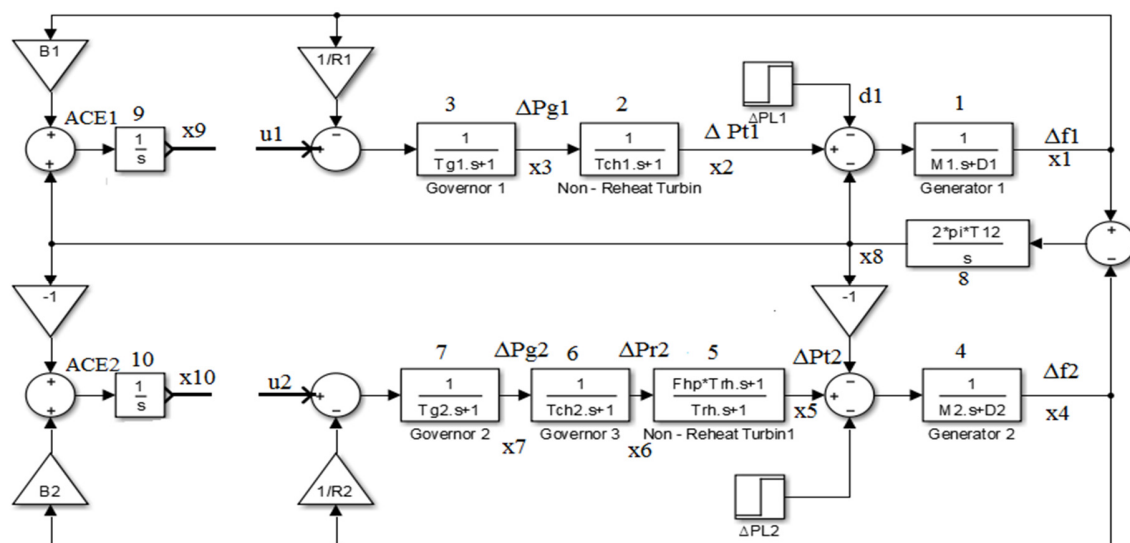 B1
1/R1
ACE1
9
x9
1
s
u1
3
ΔPg1
2
Δ Pt1
ΔPL1
d1
1
Δf1
1
Tg1.s+1
x3
1
Tch1.s+1
x2
1
M1.s+D1
x1
Governor 1
Non - Reheat Turbin
Generator 1
2*pi*T12
s
x8
8
-1
-1
ACE2
10
x10
1
s
u2
7
ΔPg2
6
ΔPr2
5
ΔPt2
4
Δf2
1
Tg2.s+1
x7
1
Tch2.s+1
x6
Fhp*Trh.s+1
Trh.s+1
x5
1
M2.s+D2
x4
Governor 2
Governor 3
Non - Reheat Turbin1
Generator 2
B2
1/R2
ΔPL2